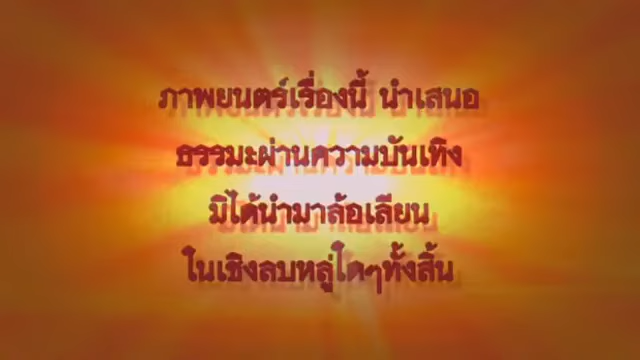 ภาพยนตร์เรื่องนี้ นำเสนอ
ธรรมะผ่านความบันเทิง
มิได้นำมาล้อเลียน
ในเชิงลบหลู่ใดๆทั้งสิ้น